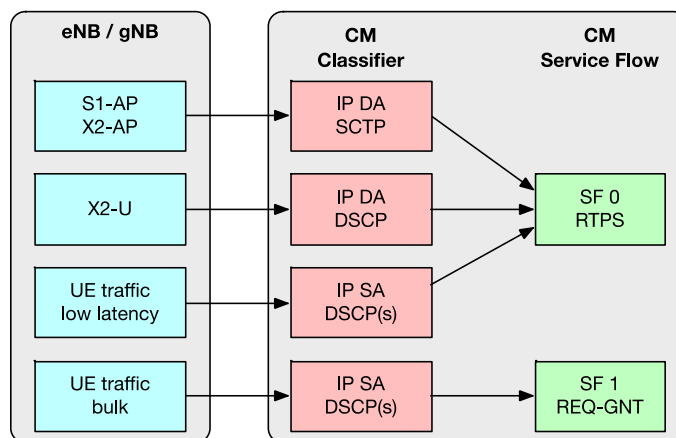 eNB / gNB
CM
Classifier
CM
Service Flow
S1-AP
X2-AP
IP DA
SCTP
X2-U
IP DA
DSCP
SF 0
RTPS
UE traffic
low latency
IP SA
DSCP(s)
UE traffic
bulk
IP SA
DSCP(s)
SF 1
REQ-GNT